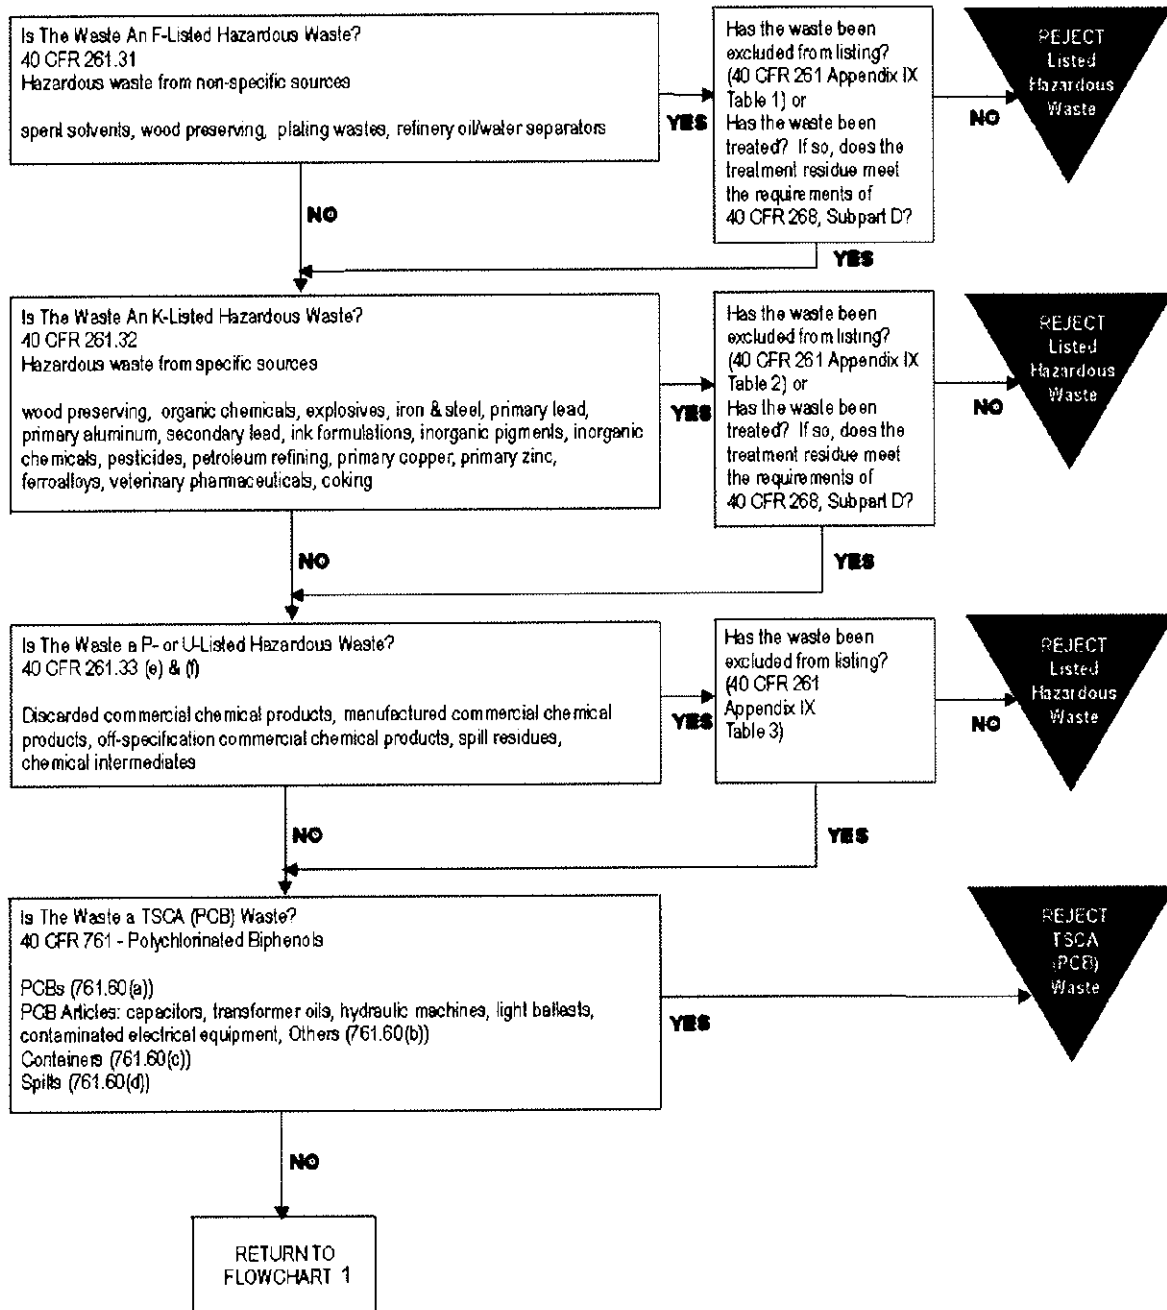 Is The Waste An F-Listed Hazardous Waste?
40 CFR 261.31
Hazardous waste from non-specific sources
spent solvents, wood preserving, plating wastes, refinery oil/water separators
YES
Has the waste been
excluded from listing?
(40 CFR 261 Appendix IX
Table 1) or
Has the waste been
treated? If so, does the
treatment residue meet
the requirements of
40 CFR 268, Subpart D?
NO
REJECT
Listed
Hazardous
Waste
NO
YES
Is The Waste An K-Listed Hazardous Waste?
40 CFR 261.32
Hazardous waste from specific sources
wood preserving, organic chemicals, explosives, iron & steel, primary lead,
primary aluminum, secondary lead, ink formulations, inorganic pigments, inorganic
chemicals, pesticides, petroleum refining, primary copper, primary zinc,
ferroalloys, veterinary pharmaceuticals, coking
YES
Has the waste been
excluded from listing?
(40 CFR 261 Appendix IX
Table 2) or
Has the waste been
treated? If so, does the
treatment residue meet
the requirements of
40 CFR 268, Subpart D?
NO
REJECT
Listed
Hazardous
Waste
NO
YES
Is The Waste a P- or U-Listed Hazardous Waste?
40 CFR 261.33 (e) & (f)
Discarded commercial chemical products, manufactured commercial chemical
products, off-specification commercial chemical products, spill residues,
chemical intermediates
YES
Has the waste been
excluded from listing?
(40 CFR 261
Appendix IX
Table 3)
NO
REJECT
Listed
Hazardous
Waste
NO
YES
Is The Waste a TSCA (PCB) Waste?
40 CFR 761 - Polychlorinated Biphenols
PCBs (761.60(a))
PCB Articles: capacitors, transformer oils, hydraulic machines, light ballests,
contaminated electrical equipment, Others (761.60(b))
Containers (761.60(c))
Spills (761.60(d))
YES
REJECT
TSCA
(PCB)
Waste
NO
RETURN TO
FLOWCHART 1